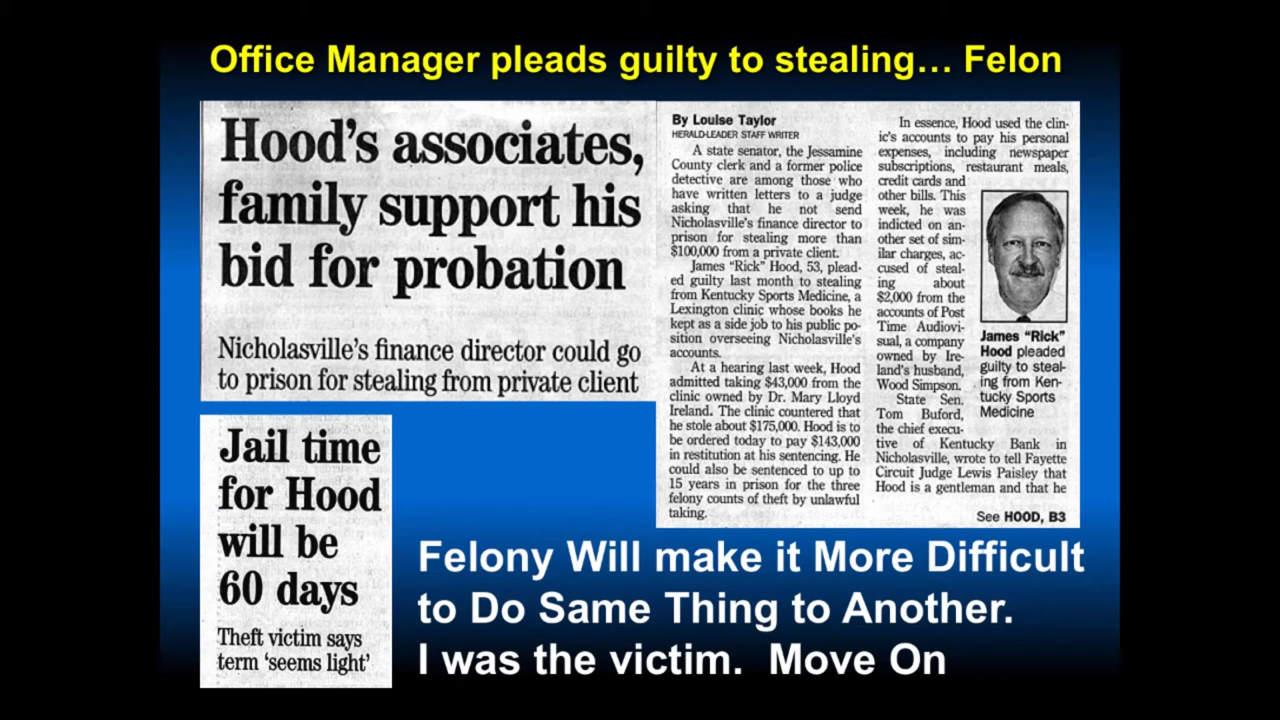 Office Manager pleads guilty to stealing… Felon
Hood's associates,
family support his
bid for probation
Nicholasville's finance director could go
to prison for stealing from private client
By Louise Taylor
HERALD-LEADER STAFF WRITER
A state senator, the Jessamine
County clerk and a former police
detective are among those who
have written letters to a judge
asking that he not send
Nicholasville's finance director to
prison for stealing more than
$100,000 from a private client.
James "Rick" Hood, 53, plead-
ed guilty last month to stealing
from Kentucky Sports Medicine, a
Lexington clinic whose books he
kept as a side job to his public po-
sition overseeing Nicholasville's
accounts.
At a hearing last week, Hood
admitted taking $43,000 from the
clinic owned by Dr. Mary Lloyd
Ireland. The clinic countered that
he stole about $175,000. Hood is to
be ordered today to pay $143,000
in restitution at his sentencing. He
could also be sentenced to up to
15 years in prison for the three
felony counts of theft by unlawful
taking.
In essence, Hood used the clin-
ic's accounts to pay his personal
expenses, including newspaper
subscriptions, restaurant meals,
credit cards and
other bills. This
week, he was
indicted on an-
other set of sim-
ilar charges, ac-
cused of steal-
ing about
$2,000 from the
accounts of Post
Time Audiovi-
sual, a company
owned by Ire-
land's husband,
Wood Simpson.
State Sen.
Tom Buford,
the chief execu-
tive of Kentucky Bank in
Nicholasville, wrote to tell Fayette
Circuit Judge Lewis Paisley that
Hood is a gentleman and that he
James "Rick"
Hood pleaded
guilty to steal-
ing from Ken-
tucky Sports
Medicine
See HOOD, B3
Jail time
for Hood
will be
60 days
Theft victim says
term 'seems light'
Felony Will make it More Difficult
to Do Same Thing to Another.
I was the victim. Move On